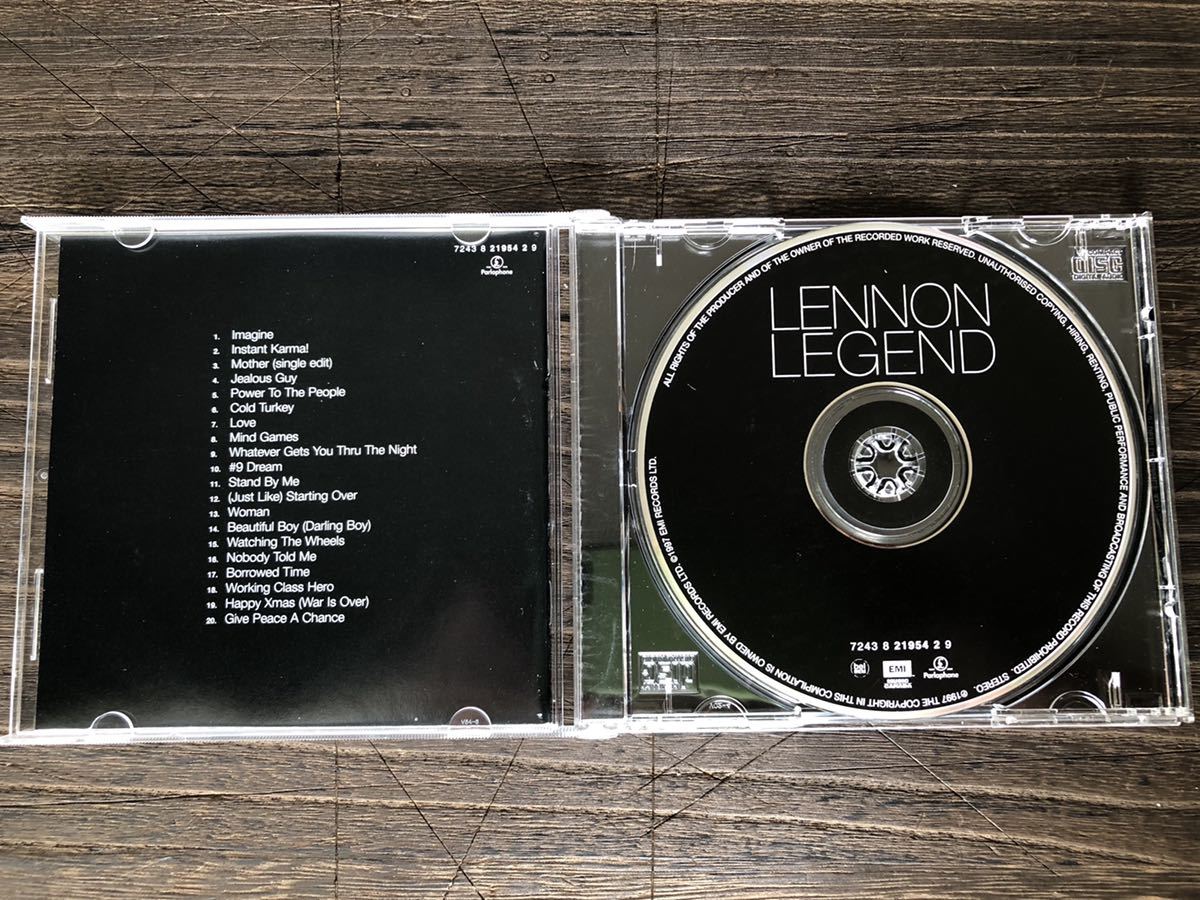 7243 8 21954 2 9
Parlophone
1. Imagine
2. Instant Karma!
3. Mother (single edit)
4. Jealous Guy
5. Power To The People
6. Cold Turkey
7. Love
8. Mind Games
9. Whatever Gets You Thru The Night
10. #9 Dream
11. Stand By Me
12. (Just Like) Starting Over
13. Woman
14. Beautiful Boy (Darling Boy)
15. Watching The Wheels
16. Nobody Told Me
17. Borrowed Time
18. Working Class Hero
19. Happy Xmas (War Is Over)
20. Give Peace A Chance
V84-6
LENNON
LEGEND
COMPACT
DISC
DIGITAL AUDIO
ALL RIGHTS OF THE PRODUCER AND OF THE OWNER OF THE RECORDED WORK RESERVED. UNAUTHORISED COPYING, HIRING, RENTING, PUBLIC PERFORMANCE AND BROADCASTING OF THIS RECORD PROHIBITED. STEREO.
℗1997 THE COPYRIGHT IN THIS COMPILATION IS OWNED BY EMI RECORDS LTD. ©1997 EMI RECORDS LTD.
7243 8 21954 2 9
EMI
Parlophone